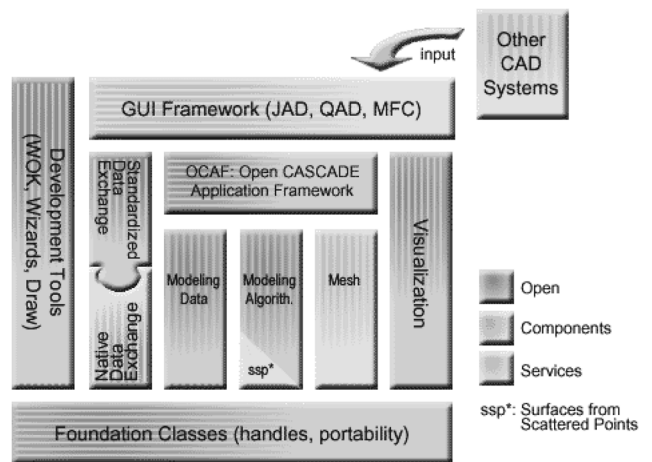 input
Other
CAD
Systems
GUI Framework (JAD, QAD, MFC)
Development Tools
(WOK, Wizards, Draw)
Standardized
Data
Exchange
OCAF: Open CASCADE
Application Framework
Visualization
Modeling
Data
Modeling
Algorith.
ssp*
Mesh
Native
Data
Exchange
Open
Components
Services
ssp*: Surfaces from
Scattered Points
Foundation Classes (handles, portability)